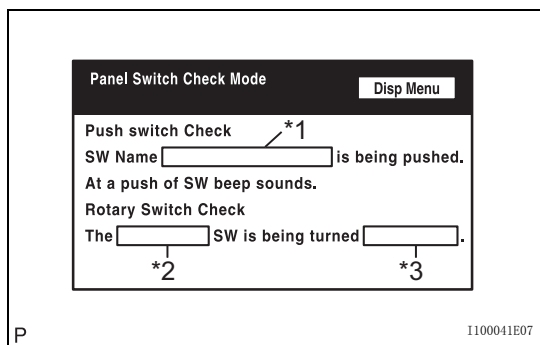 Panel Switch Check Mode
Disp Menu
Push switch Check
*1
SW Name is being pushed.
At a push of SW beep sounds.
Rotary Switch Check
The SW is being turned .
*2 *3
P
I100041E07